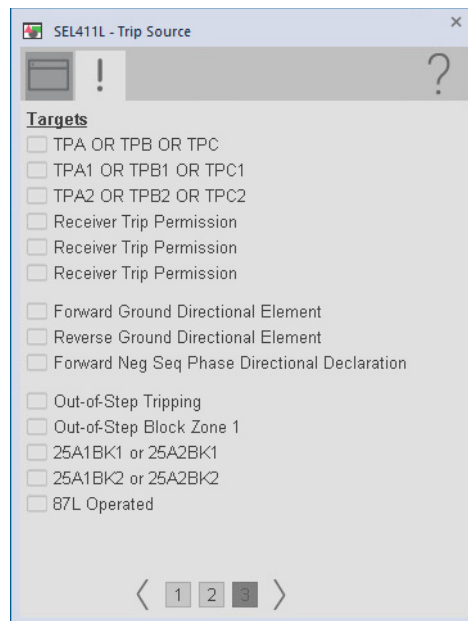 SEL411L - Trip Source
×
!
?
Targets
TPA OR TPB OR TPC
TPA1 OR TPB1 OR TPC1
TPA2 OR TPB2 OR TPC2
Receiver Trip Permission
Receiver Trip Permission
Receiver Trip Permission
Forward Ground Directional Element
Reverse Ground Directional Element
Forward Neg Seq Phase Directional Declaration
Out-of-Step Tripping
Out-of-Step Block Zone 1
25A1BK1 or 25A2BK1
25A1BK2 or 25A2BK2
87L Operated
1 2 3